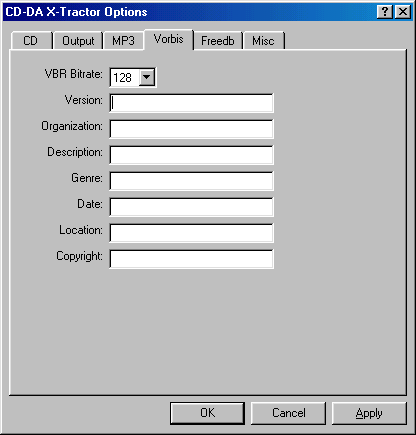 CD-DA X-Tractor Options
CD Output MP3 Vorbis Freedb Misc
VBR Bitrate: 128
Version:
Organization:
Description:
Genre:
Date:
Location:
Copyright:
OK Cancel Apply